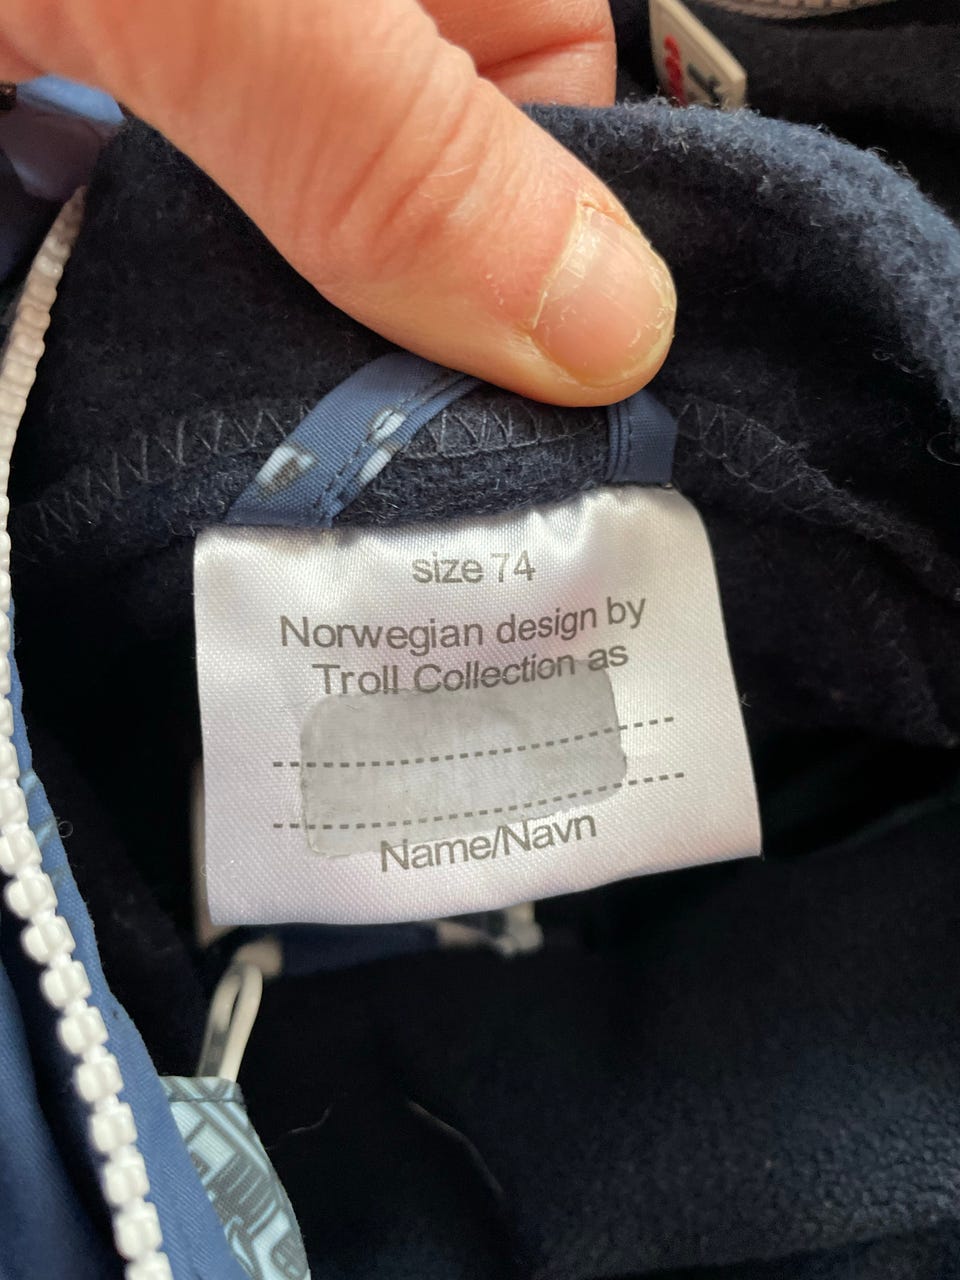 size 74
Norwegian design by
Troll Collection as
Name/Navn